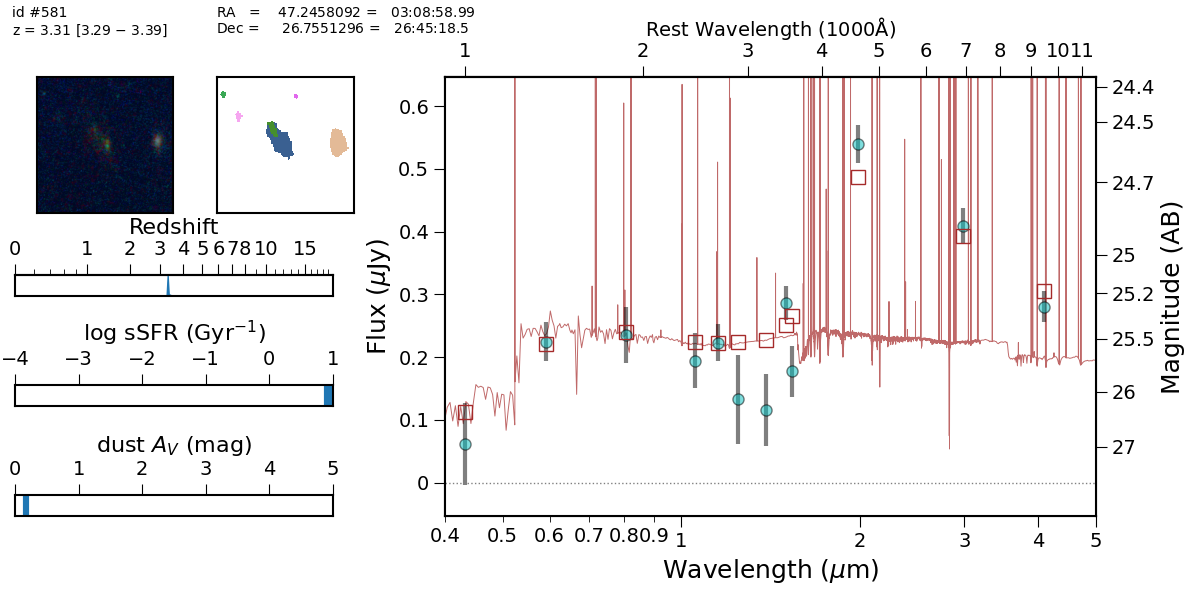 id #581
z = 3.31 [3.29 − 3.39]
RA = 47.2458092 = 03:08:58.99
Dec = 26.7551296 = 26:45:18.5
Redshift
0 1 2 3 4 5 6 7 8 10 15
log sSFR (Gyr⁻¹)
−4 −3 −2 −1 0 1
dust A_V (mag)
0 1 2 3 4 5
Rest Wavelength (1000Å)
1 2 3 4 5 6 7 8 9 10 11
Flux (μJy)
0.6
0.5
0.4
0.3
0.2
0.1
0
24.4
24.5
24.7
25
25.2
25.5
26
27
Magnitude (AB)
0.4 0.5 0.6 0.7 0.8 0.9 1 2 3 4 5
Wavelength (μm)